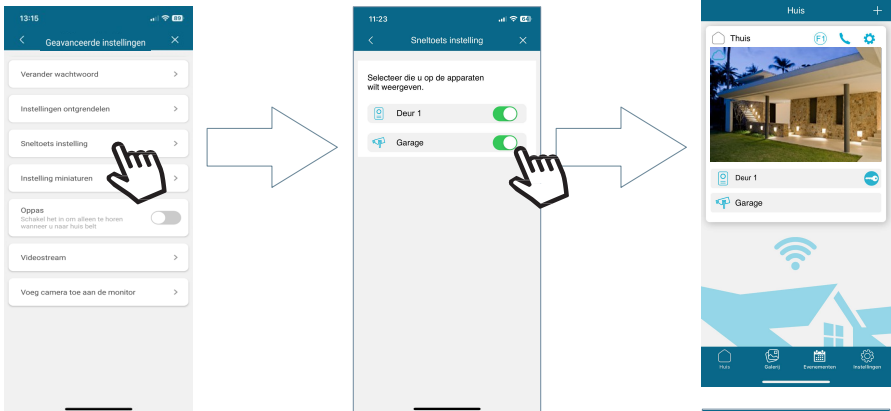 13:15
89
Geavanceerde instellingen
Verander wachtwoord
Instellingen ontgrendelen
Sneltoets instelling
Instelling miniaturen
Oppas
Schakel het in om alleen te horen
wanneer u naar huis belt
Videostream
Voeg camera toe aan de monitor
11:23
64
Sneltoets instelling
Selecteer die u op de apparaten
wilt weergeven.
Deur 1
Garage
Huis
Thuis
F1
Deur 1
Garage
Huis
Galerij
Evenementen
Instellingen